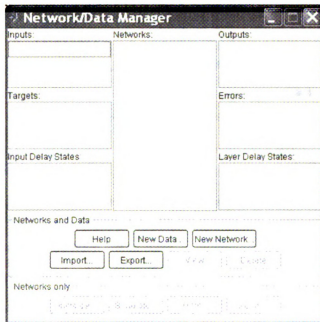 Network/Data Manager
Inputs: Networks: Outputs:
Targets: Errors:
Input Delay States Layer Delay States:
Networks and Data
Help New Data... New Network
Import... Export...
Networks only